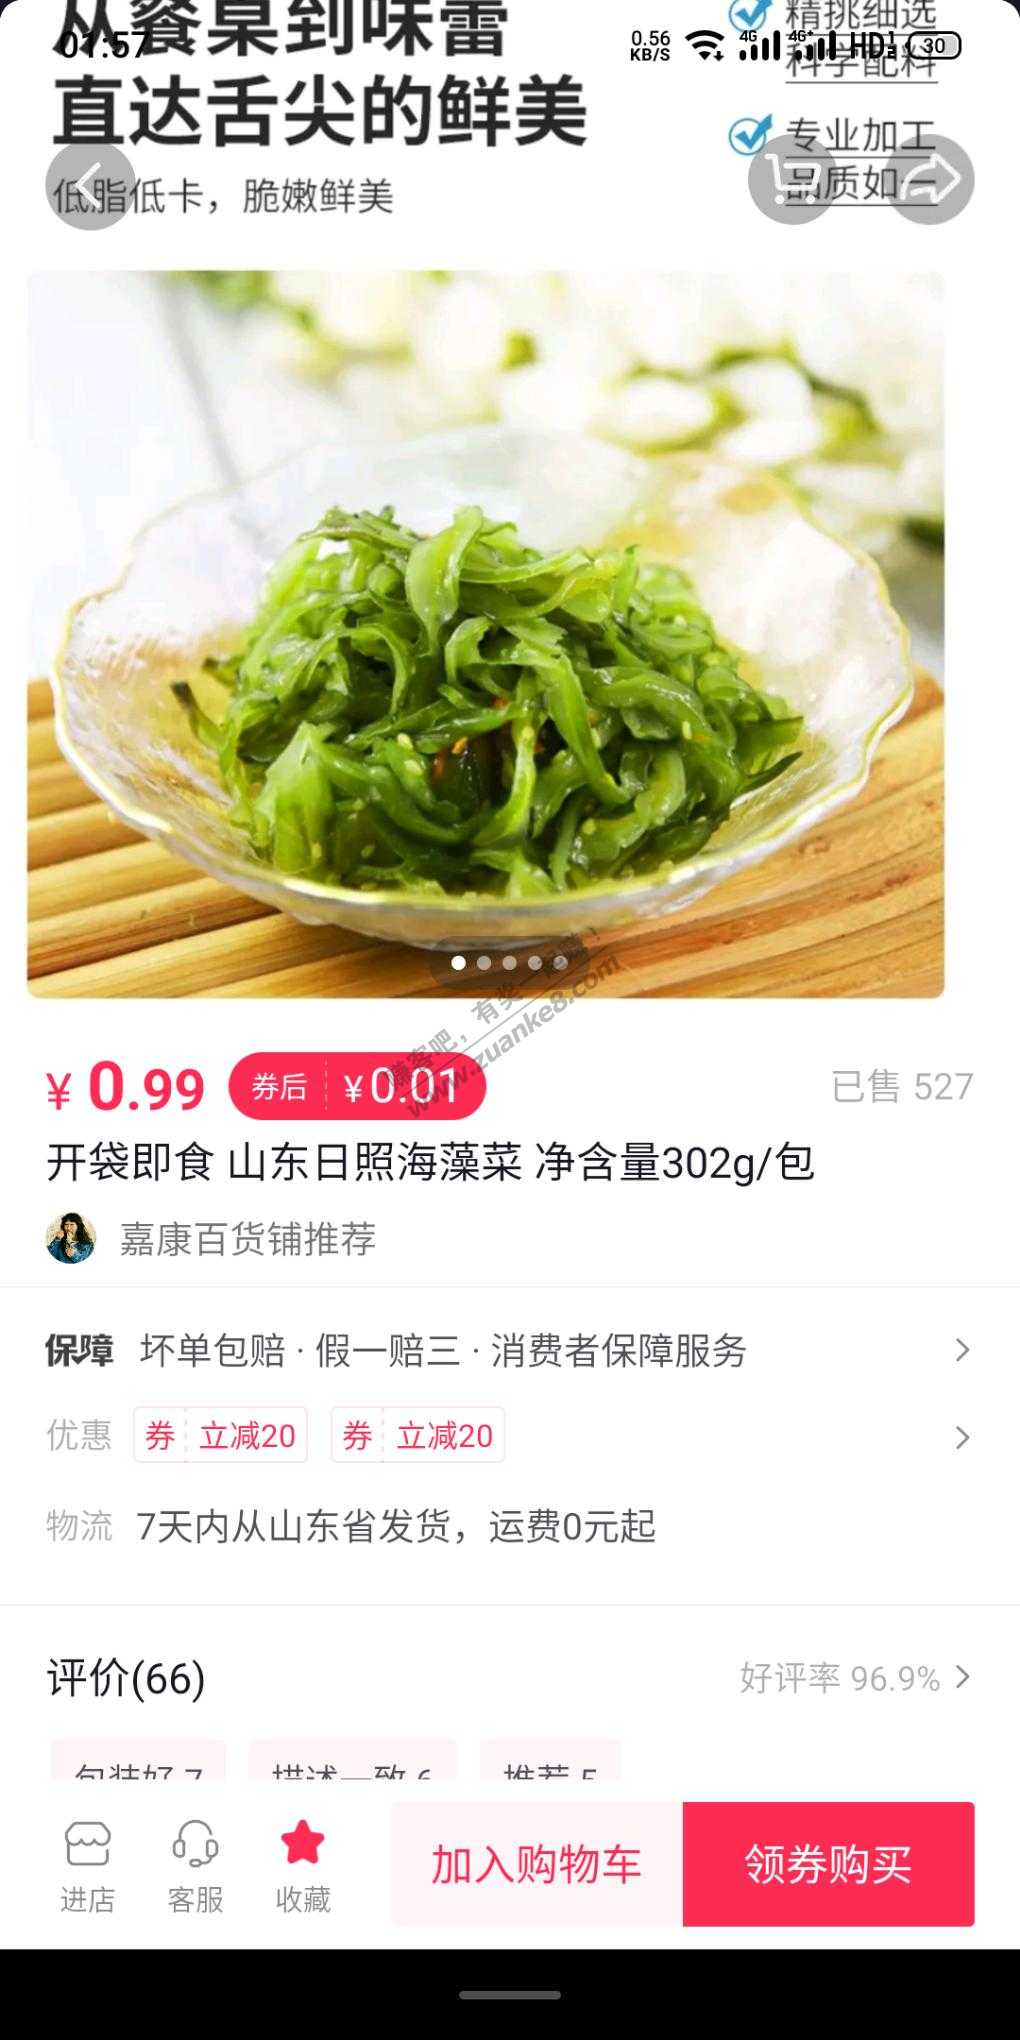 从餐桌到味蕾
精挑细选
01:57
0.56
KB/S
4G
4G+
HD
30
科学配料
直达舌尖的鲜美
专业加工
品质如一
低脂低卡，脆嫩鲜美
赚客吧，有奖一起赚！
www.zuanke8.com
¥ 0.99
券后 ¥0.01
已售 527
开袋即食 山东日照海藻菜 净含量302g/包
嘉康百货铺推荐
保障 坏单包赔 · 假一赔三 · 消费者保障服务
优惠 券 立减20 券 立减20
物流 7天内从山东省发货，运费0元起
评价(66)
好评率 96.9%
包装好 7 描述一致 6 推荐 5
进店 客服 收藏 加入购物车 领券购买